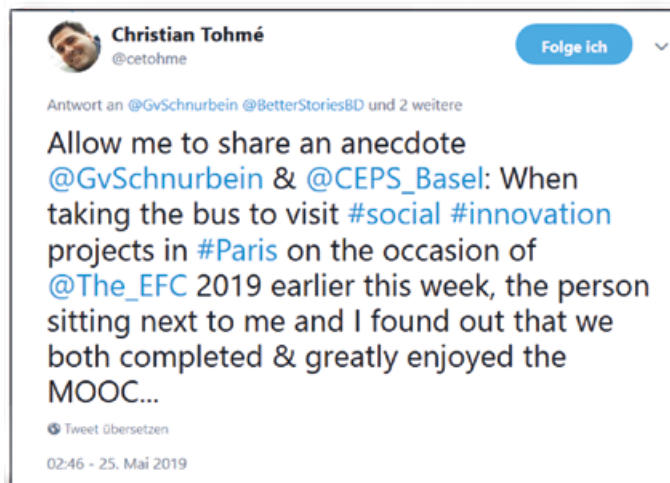 Christian Tohmé
@cetohme
Folge ich
Antwort an @GvSchnurbein @BetterStoriesBD und 2 weitere
Allow me to share an anecdote
@GvSchnurbein & @CEPS_Basel: When
taking the bus to visit #social #innovation
projects in #Paris on the occasion of
@The_EFC 2019 earlier this week, the person
sitting next to me and I found out that we
both completed & greatly enjoyed the
MOOC...
Tweet übersetzen
02:46 - 25. Mai 2019